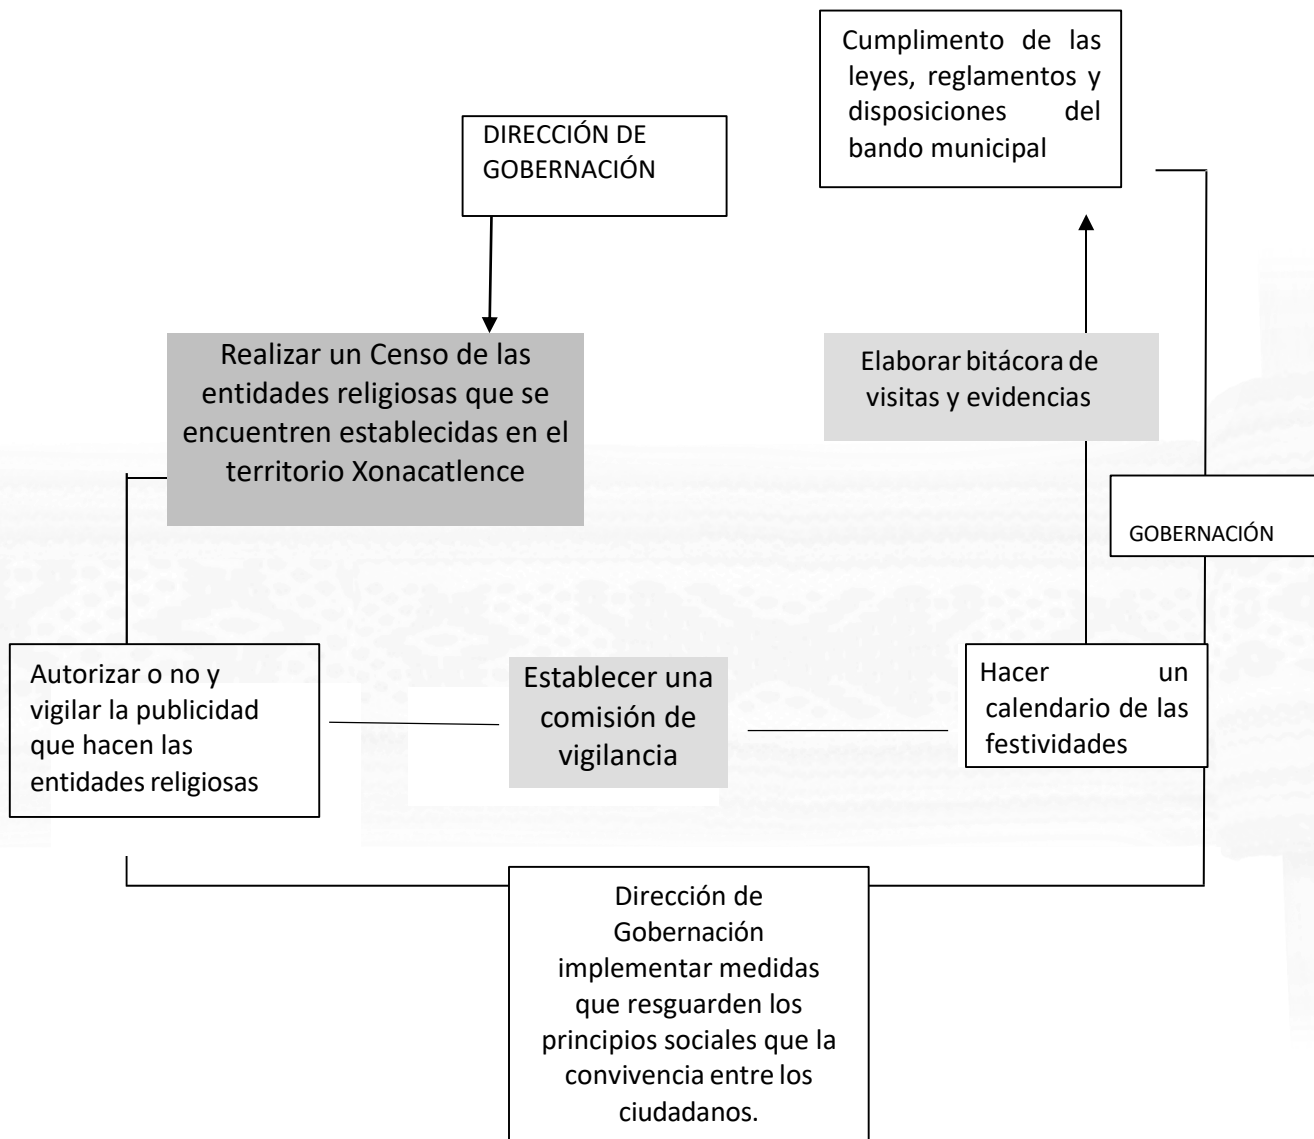 Cumplimento de las
leyes, reglamentos y
disposiciones del
bando municipal
DIRECCIÓN DE
GOBERNACIÓN
Realizar un Censo de las
entidades religiosas que se
encuentren establecidas en el
territorio Xonacatlence
Elaborar bitácora de
visitas y evidencias
GOBERNACIÓN
Autorizar o no y
vigilar la publicidad
que hacen las
entidades religiosas
Establecer una
comisión de
vigilancia
Hacer un
calendario de las
festividades
Dirección de
Gobernación
implementar medidas
que resguarden los
principios sociales que la
convivencia entre los
ciudadanos.